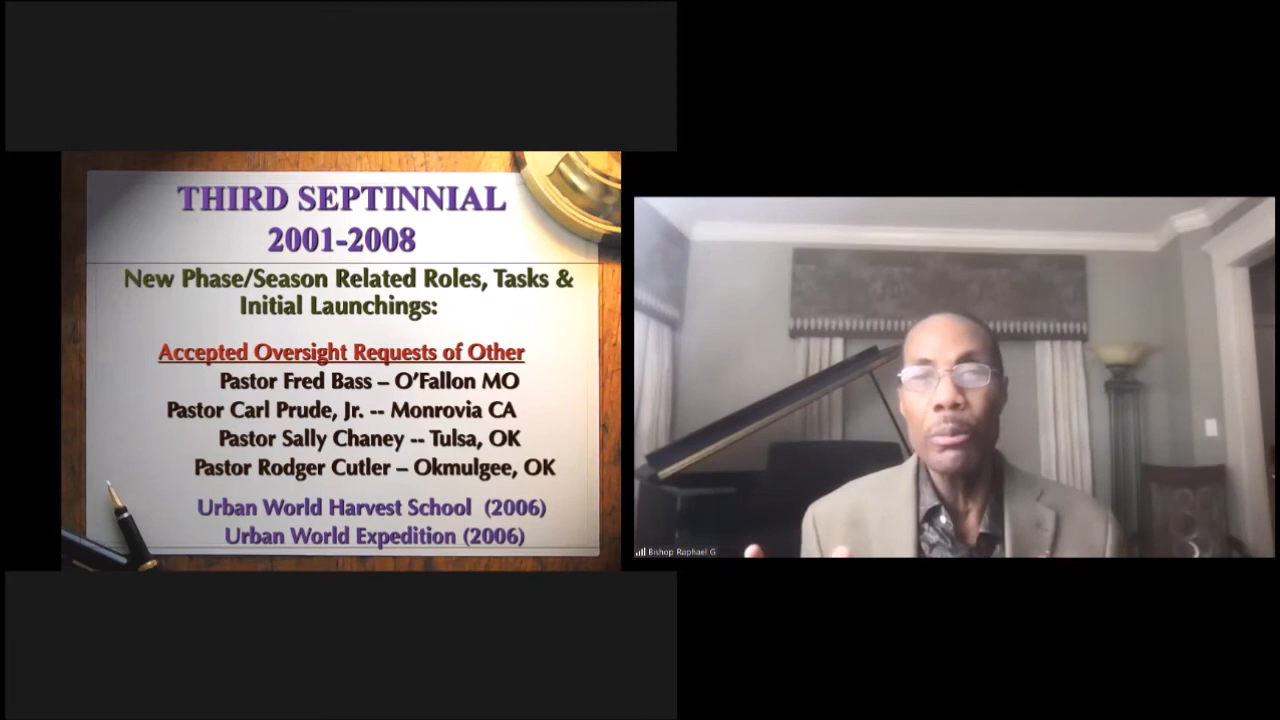 THIRD SEPTINNIAL
2001-2008
New Phase/Season Related Roles, Tasks &
Initial Launchings:
Accepted Oversight Requests of Other
Pastor Fred Bass – O’Fallon MO
Pastor Carl Prude, Jr. -- Monrovia CA
Pastor Sally Chaney -- Tulsa, OK
Pastor Rodger Cutler – Okmulgee, OK
Urban World Harvest School (2006)
Urban World Expedition (2006)
Bishop Raphael G